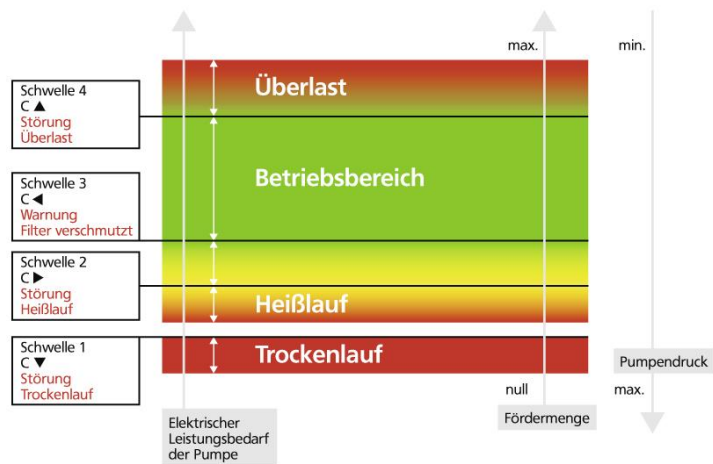 max.
min.
Schwelle 4
C ▲
Störung
Überlast
Überlast
Schwelle 3
C ◀
Warnung
Filter verschmutzt
Betriebsbereich
Schwelle 2
C ▶
Störung
Heißlauf
Heißlauf
Schwelle 1
C ▼
Störung
Trockenlauf
Trockenlauf
Pumpendruck
null
max.
Elektrischer
Leistungsbedarf
der Pumpe
Fördermenge